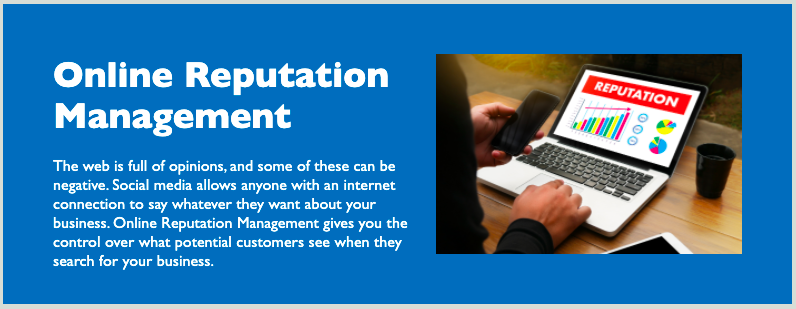 Online Reputation
Management
The web is full of opinions, and some of these can be
negative. Social media allows anyone with an internet
connection to say whatever they want about your
business. Online Reputation Management gives you the
control over what potential customers see when they
search for your business.
REPUTATION